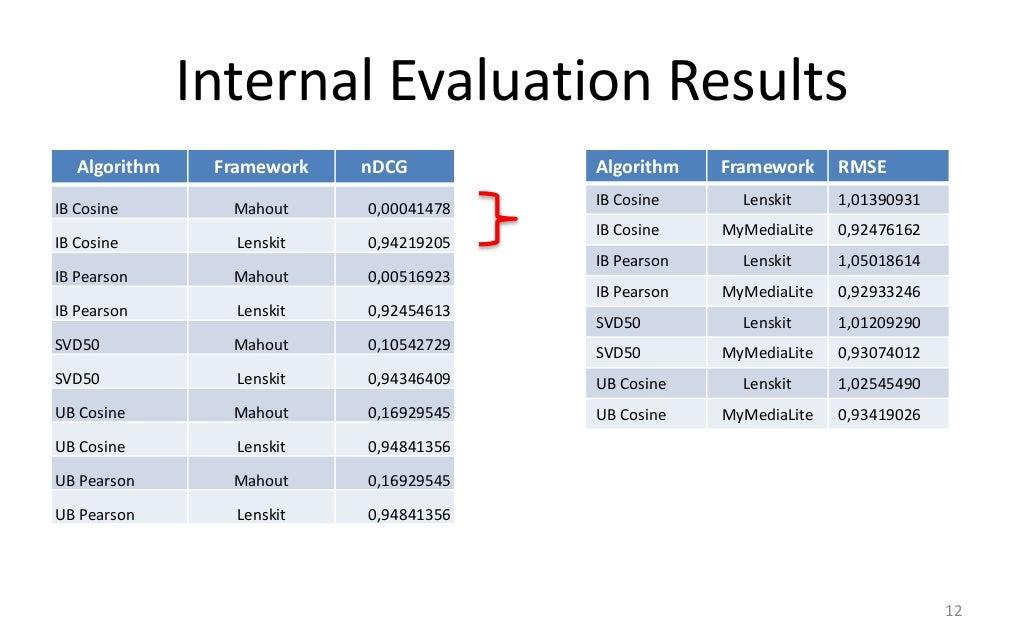 Internal Evaluation Results
Algorithm Framework nDCG
IB Cosine Mahout 0,00041478
IB Cosine Lenskit 0,94219205
IB Pearson Mahout 0,00516923
IB Pearson Lenskit 0,92454613
SVD50 Mahout 0,10542729
SVD50 Lenskit 0,94346409
UB Cosine Mahout 0,16929545
UB Cosine Lenskit 0,94841356
UB Pearson Mahout 0,16929545
UB Pearson Lenskit 0,94841356
Algorithm Framework RMSE
IB Cosine Lenskit 1,01390931
IB Cosine MyMediaLite 0,92476162
IB Pearson Lenskit 1,05018614
IB Pearson MyMediaLite 0,92933246
SVD50 Lenskit 1,01209290
SVD50 MyMediaLite 0,93074012
UB Cosine Lenskit 1,02545490
UB Cosine MyMediaLite 0,93419026
12